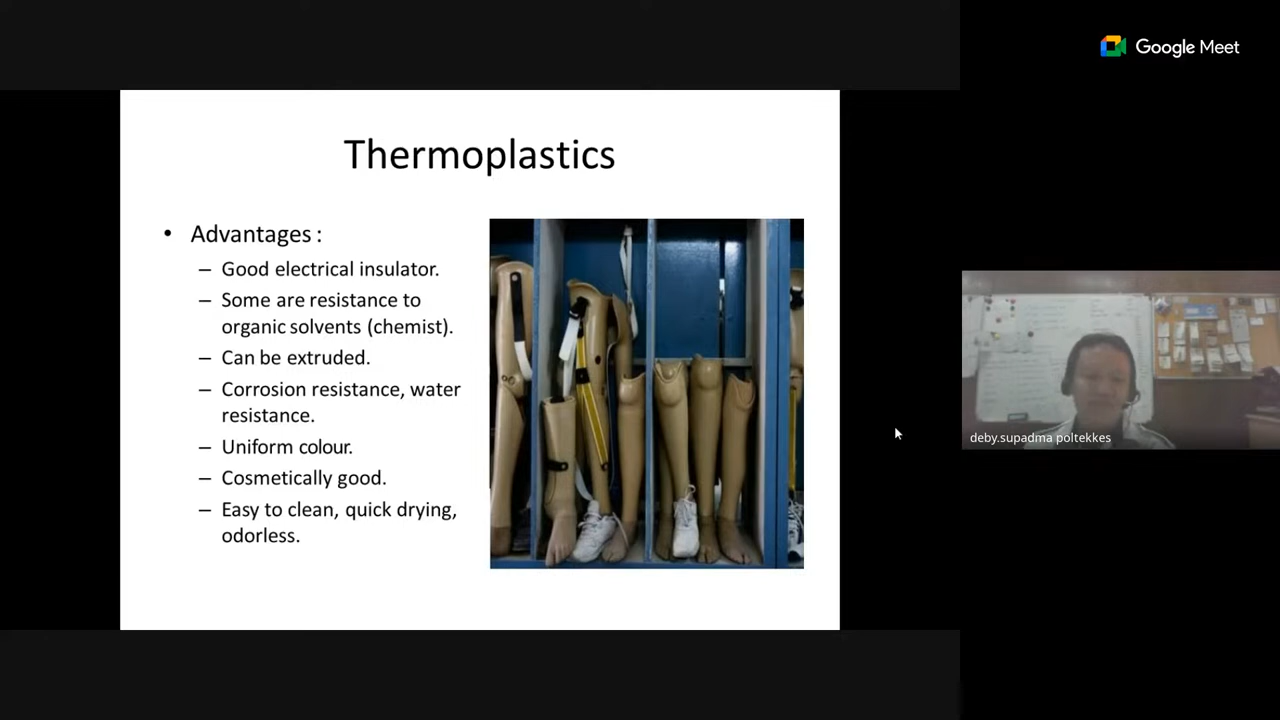 Google Meet
Thermoplastics
• Advantages :
– Good electrical insulator.
– Some are resistance to
organic solvents (chemist).
– Can be extruded.
– Corrosion resistance, water
resistance.
– Uniform colour.
– Cosmetically good.
– Easy to clean, quick drying,
odorless.
deby.supadma poltekkes